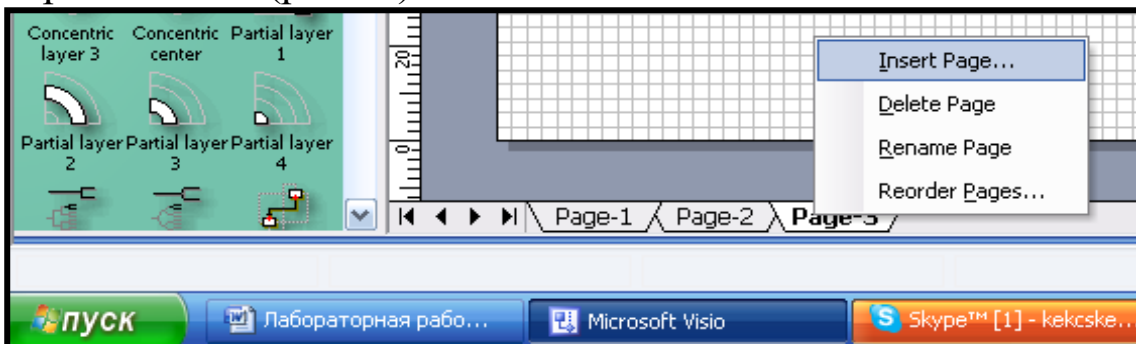 Concentric layer 3
Concentric center
Partial layer 1
Partial layer 2
Partial layer 3
Partial layer 4
20
0
Insert Page...
Delete Page
Rename Page
Reorder Pages...
Page-1
Page-2
Page-3
пуск
Лабораторная рабо...
Microsoft Visio
Skype™ [1] - kekcske...